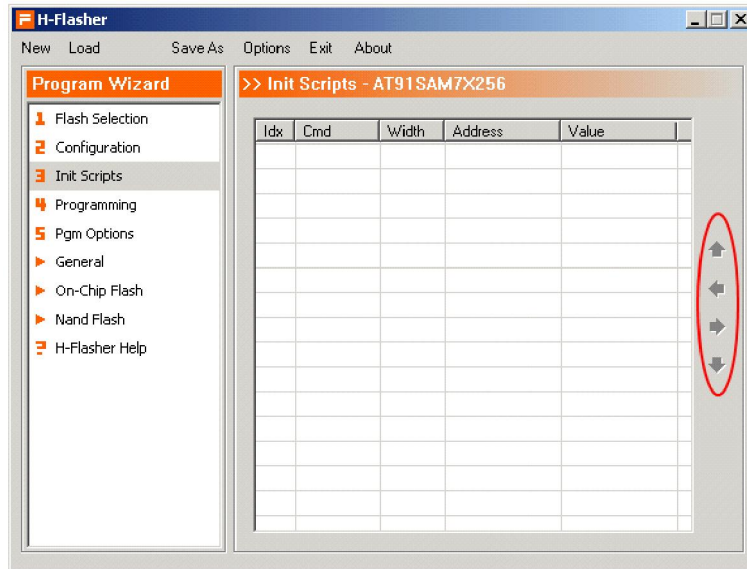 H-Flasher
New Load Save As Options Exit About
Program Wizard
1 Flash Selection
2 Configuration
3 Init Scripts
4 Programming
5 Pgm Options
General
On-Chip Flash
Nand Flash
? H-Flasher Help
>> Init Scripts - AT91SAM7X256
Idx Cmd Width Address Value